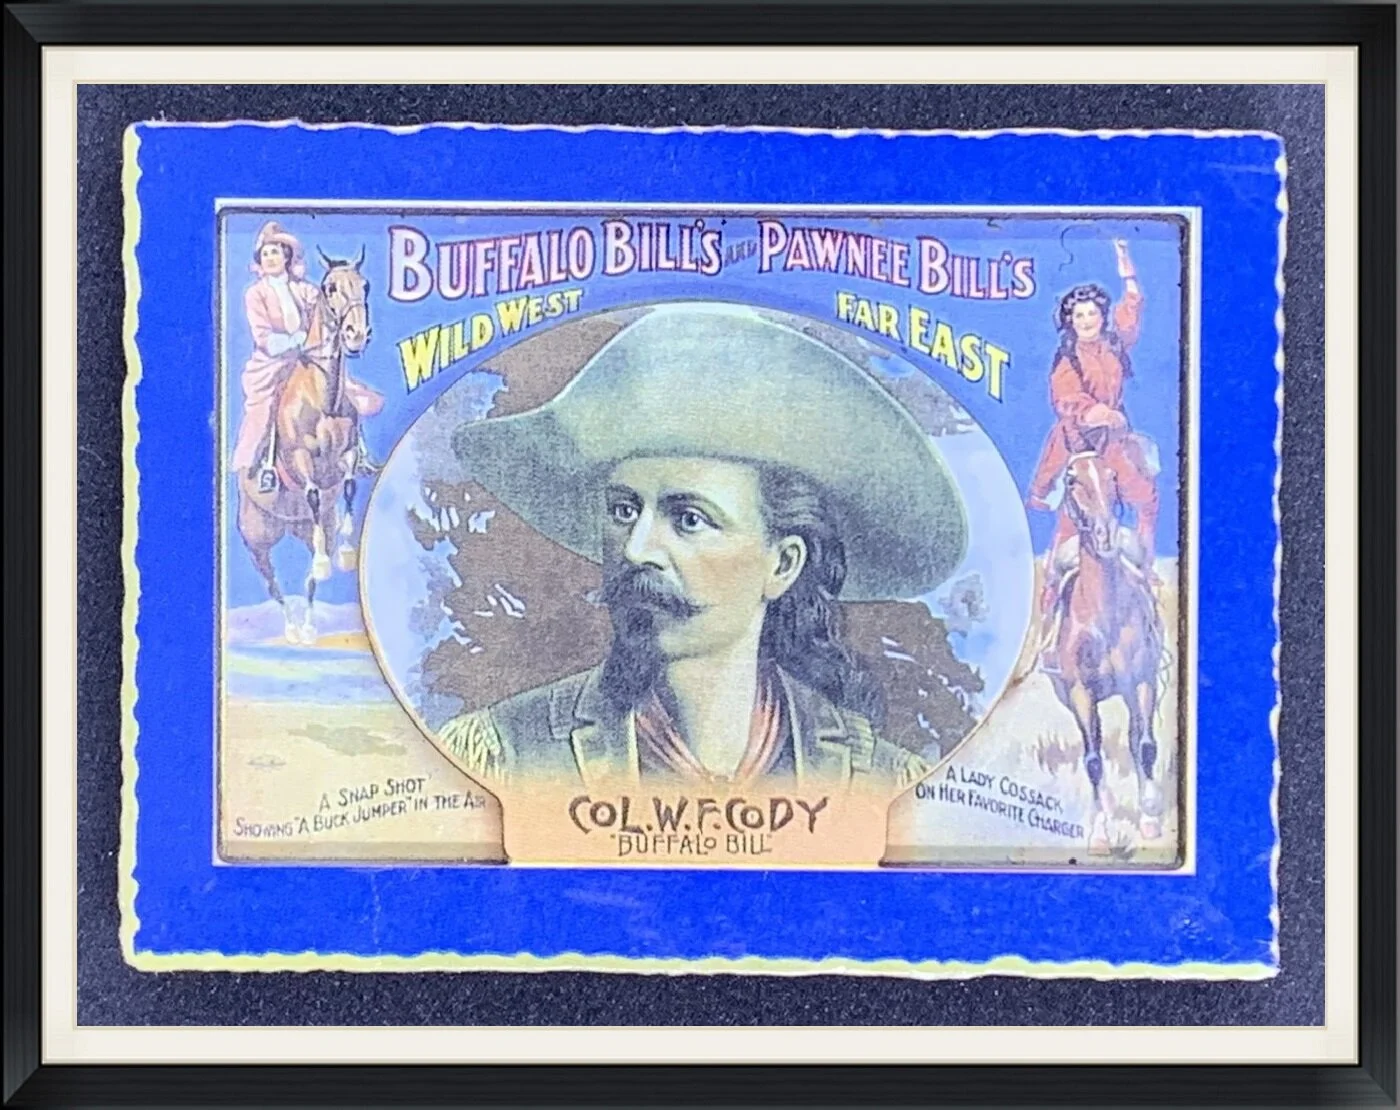 BUFFALO BILL'S AND PAWNEE BILL'S
WILD WEST
FAR EAST
A SNAP SHOT
SHOWING "A BUCK JUMPER" IN THE AIR
A LADY COSSACK
ON HER FAVORITE CHARGER
COL. W. F. CODY
"BUFFALO BILL"